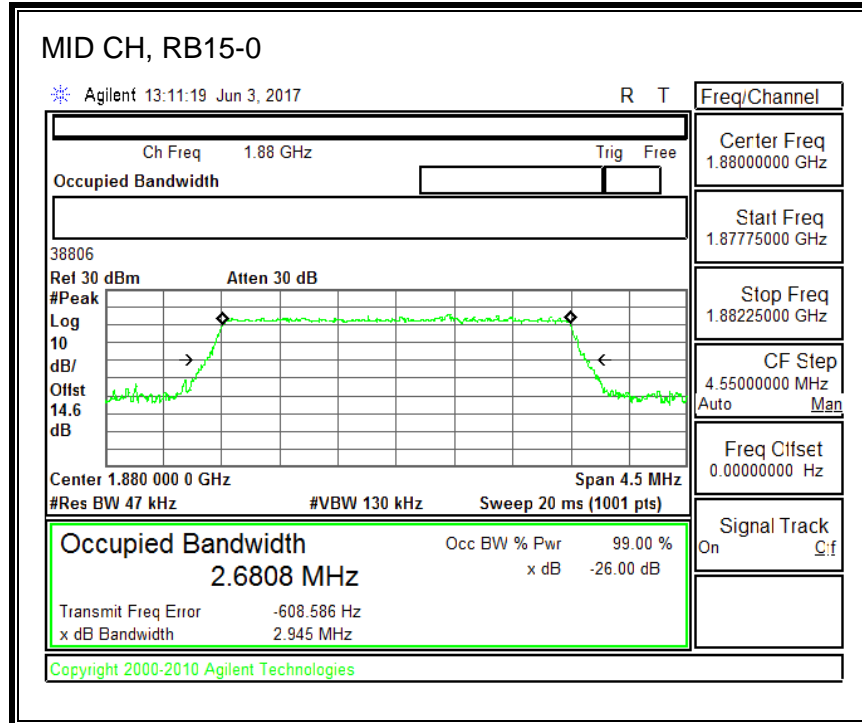 MID CH, RB15-0
Agilent 13:11:19 Jun 3, 2017 R T
Ch Freq 1.88 GHz Trig Free
Occupied Bandwidth
38806
Ref 30 dBm Atten 30 dB
#Peak
Log
10
dB/
Offst
14.6
dB
Center 1.880 000 0 GHz Span 4.5 MHz
#Res BW 47 kHz #VBW 130 kHz Sweep 20 ms (1001 pts)
Occupied Bandwidth
2.6808 MHz
Occ BW % Pwr 99.00 %
x dB -26.00 dB
Transmit Freq Error -608.586 Hz
x dB Bandwidth 2.945 MHz
Copyright 2000-2010 Agilent Technologies
Freq/Channel
Center Freq
1.88000000 GHz
Start Freq
1.87775000 GHz
Stop Freq
1.88225000 GHz
CF Step
4.55000000 MHz
Auto Man
Freq Offset
0.00000000 Hz
Signal Track
On Off